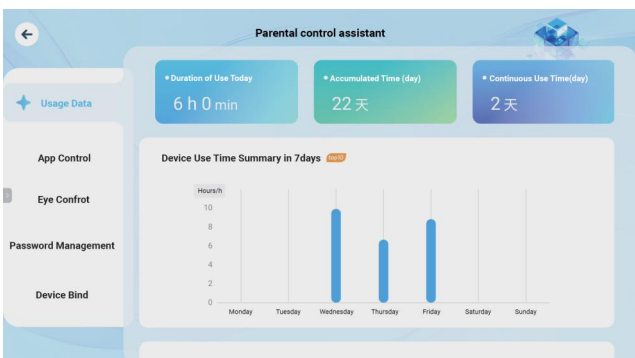 Parental control assistant
Duration of Use Today
6 h 0 min
Accumulated Time (day)
22 天
Continuous Use Time(day)
2 天
Usage Data
App Control
Eye Confrot
Password Management
Device Bind
Device Use Time Summary in 7days
top10
Hours/h
10
8
6
4
2
0
Monday Tuesday Wednesday Thursday Friday Saturday Sunday